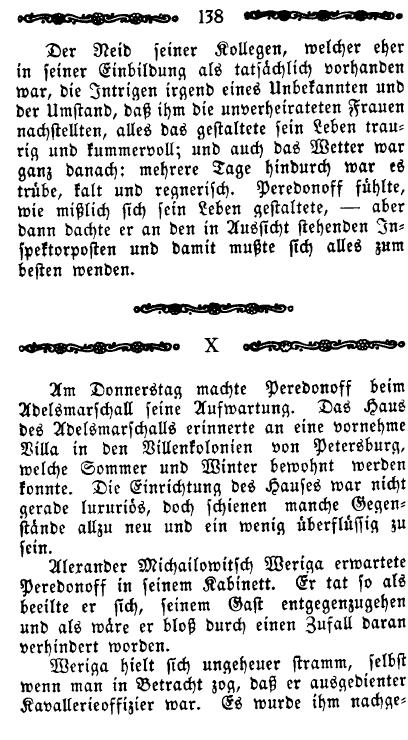 138
Der Neid seiner Kollegen, welcher eher
in seiner Einbildung als tatsächlich vorhanden
war, die Intrigen irgend eines Unbekannten und
der Umstand, daß ihm die unverheirateten Frauen
nachstellten, alles das gestaltete sein Leben trau-
rig und kummervoll; und auch das Wetter war
ganz danach: mehrere Tage hindurch war es
trübe, kalt und regnerisch. Peredonoff fühlte,
wie mißlich sich sein Leben gestaltete, — aber
dann dachte er an den in Aussicht stehenden In-
spektorposten und damit mußte sich alles zum
besten wenden.
X
Am Donnerstag machte Peredonoff beim
Adelsmarschall seine Aufwartung. Das Haus
des Adelsmarschalls erinnerte an eine vornehme
Villa in den Villenkolonien von Petersburg,
welche Sommer und Winter bewohnt werden
konnte. Die Einrichtung des Hauses war nicht
gerade luxuriös, doch schienen manche Gegen-
stände allzu neu und ein wenig überflüssig zu
sein.
Alexander Michailowitsch Weriga erwartete
Peredonoff in seinem Kabinett. Er tat so als
beeilte er sich, seinem Gast entgegenzugehen
und als wäre er bloß durch einen Zufall daran
verhindert worden.
Weriga hielt sich ungeheuer stramm, selbst
wenn man in Betracht zog, daß er ausgedienter
Kavallerieoffizier war. Es wurde ihm nachge-